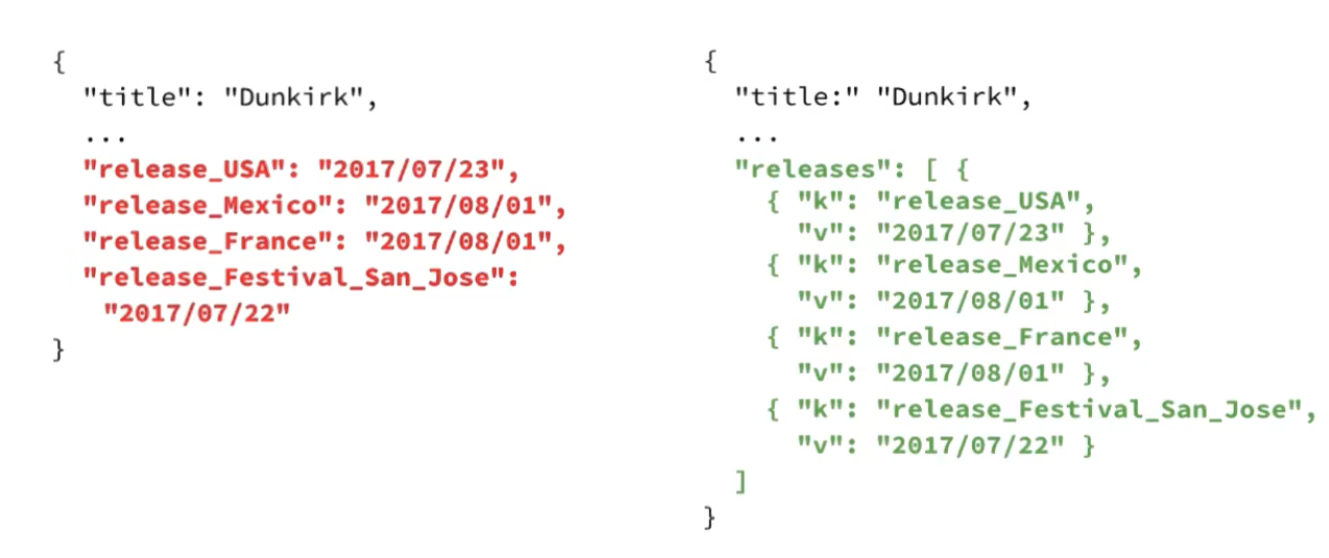 {
"title": "Dunkirk",
...
"release_USA": "2017/07/23",
"release_Mexico": "2017/08/01",
"release_France": "2017/08/01",
"release_Festival_San_Jose":
"2017/07/22"
}
{
"title:" "Dunkirk",
...
"releases": [ {
{ "k": "release_USA",
"v": "2017/07/23" },
{ "k": "release_Mexico",
"v": "2017/08/01" },
{ "k": "release_France",
"v": "2017/08/01" },
{ "k": "release_Festival_San_Jose",
"v": "2017/07/22" }
]
}